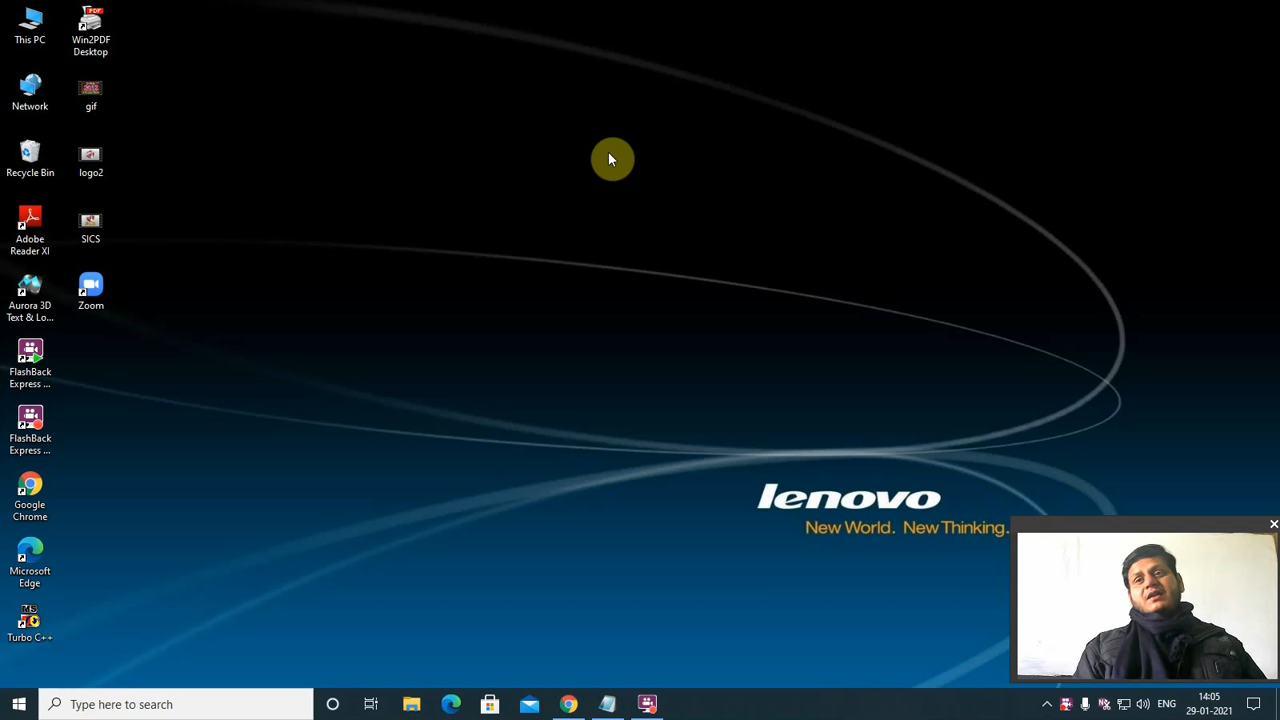 This PC
Win2PDF
Desktop
PDF
Network
gif
Recycle Bin
logo2
Adobe
Reader XI
SICS
Aurora 3D
Text & Lo...
Zoom
FlashBack
Express ...
FlashBack
Express ...
Google
Chrome
Microsoft
Edge
MS
Turbo C++
lenovo
New World. New Thinking.
Type here to search
ENG
14:05
29-01-2021